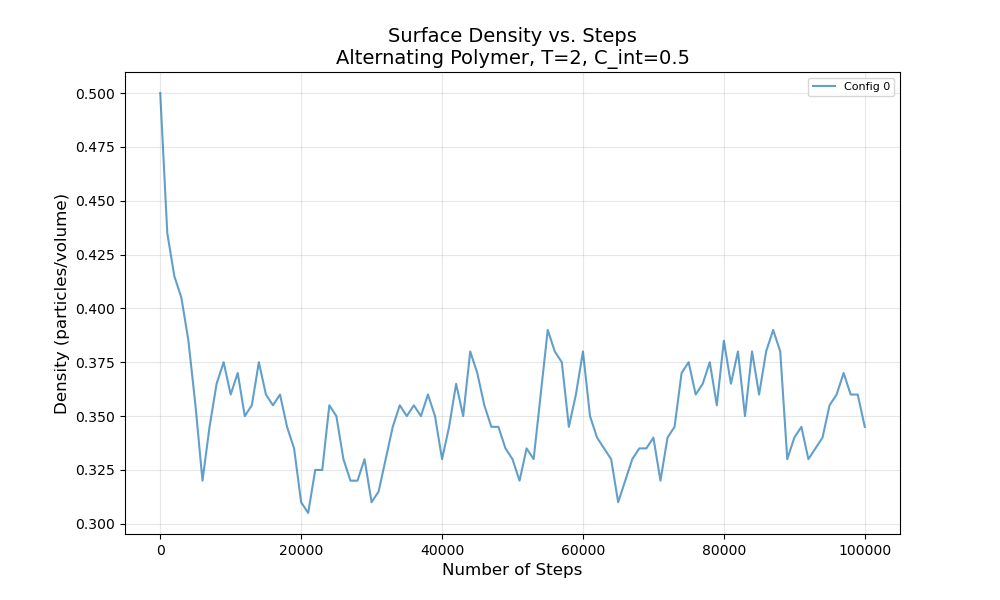 Surface Density vs. Steps
Alternating Polymer, T=2, C_int=0.5
Config 0
Density (particles/volume)
0.500
0.475
0.450
0.425
0.400
0.375
0.350
0.325
0.300
0 20000 40000 60000 80000 100000
Number of Steps